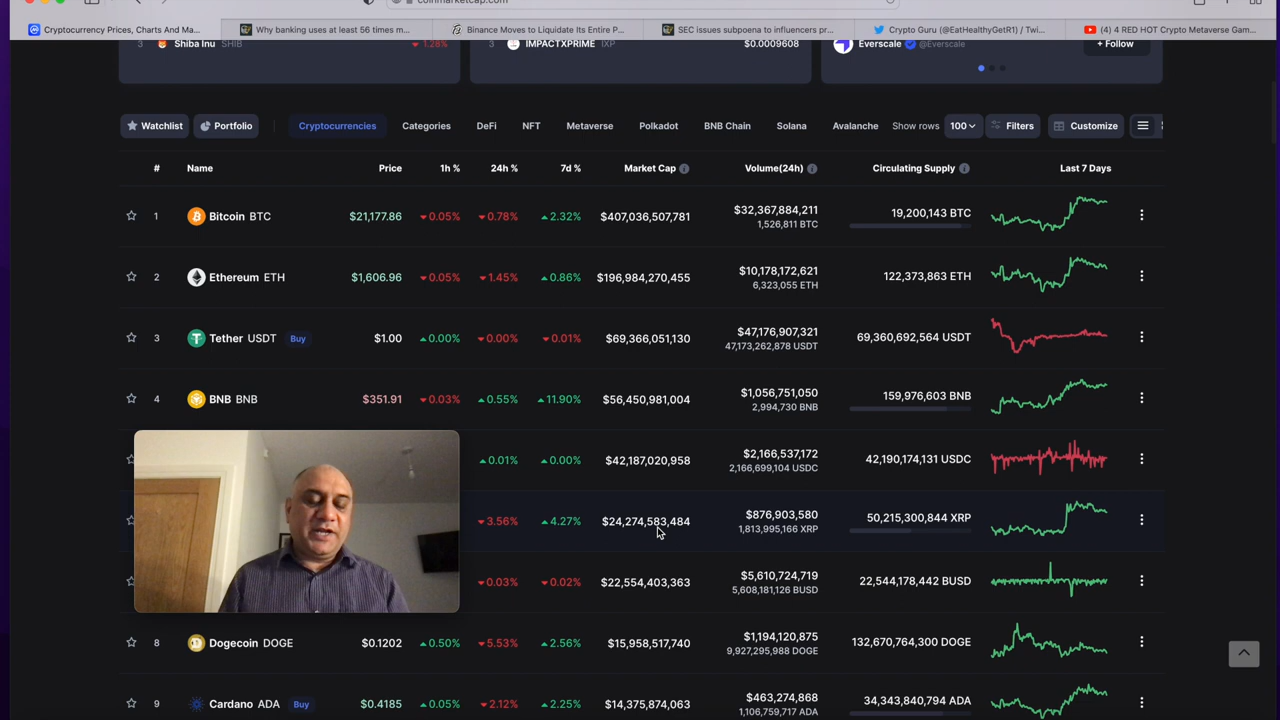 coinmarketcap.com
Cryptocurrency Prices, Charts And Ma... Why banking uses at least 56 times m... Binance Moves to Liquidate Its Entire P... SEC issues subpoena to influencers pr... Crypto Guru (@EatHealthyGetR1) / Twi... (4) 4 RED HOT Crypto Metaverse Gam...
3 Shiba Inu SHIB 1.28% 3 IMPACTXPRIME IXP $0.0009608 Everscale @Everscale + Follow
Watchlist Portfolio Cryptocurrencies Categories DeFi NFT Metaverse Polkadot BNB Chain Solana Avalanche Show rows 100 Filters Customize
# Name Price 1h % 24h % 7d % Market Cap Volume(24h) Circulating Supply Last 7 Days
1 Bitcoin BTC $21,177.86 0.05% 0.78% 2.32% $407,036,507,781 $32,367,884,211 19,200,143 BTC
1,526,811 BTC
2 Ethereum ETH $1,606.96 0.05% 1.45% 0.86% $196,984,270,455 $10,178,172,621 122,373,863 ETH
6,323,055 ETH
3 Tether USDT Buy $1.00 0.00% 0.00% 0.01% $69,366,051,130 $47,176,907,321 69,360,692,564 USDT
47,173,262,878 USDT
4 BNB BNB $351.91 0.03% 0.55% 11.90% $56,450,981,004 $1,056,751,050 159,976,603 BNB
2,994,730 BNB
0.01% 0.00% $42,187,020,958 $2,166,537,172 42,190,174,131 USDC
2,166,699,104 USDC
3.56% 4.27% $24,274,583,484 $876,903,580 50,215,300,844 XRP
1,813,995,166 XRP
0.03% 0.02% $22,554,403,363 $5,610,724,719 22,544,178,442 BUSD
5,608,181,126 BUSD
8 Dogecoin DOGE $0.1202 0.50% 5.53% 2.56% $15,958,517,740 $1,194,120,875 132,670,764,300 DOGE
9,927,295,988 DOGE
9 Cardano ADA Buy $0.4185 0.05% 2.12% 2.25% $14,375,874,063 $463,274,868 34,343,840,794 ADA
1,106,759,717 ADA